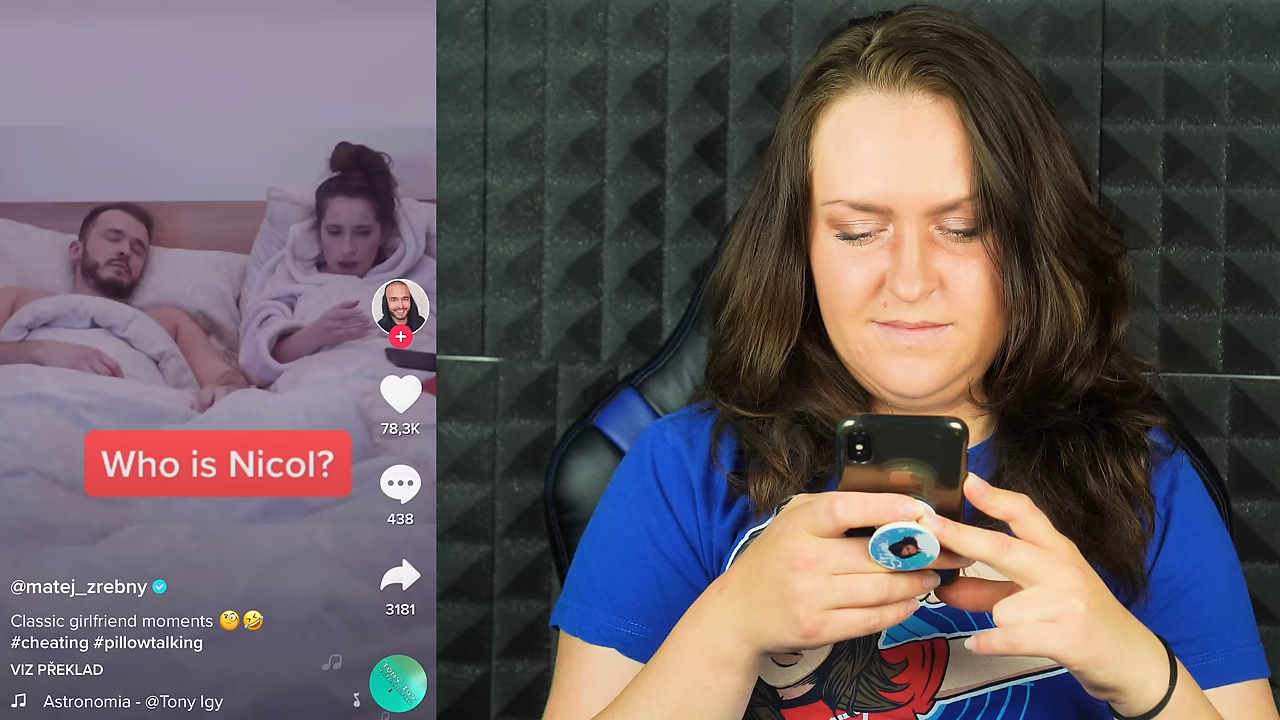 Who is Nicol?
78,3K
438
3181
@matej_zrebny
Classic girlfriend moments 🧐🤣
#cheating #pillowtalking
VIZ PŘEKLAD
Astronomia - @Tony Igy